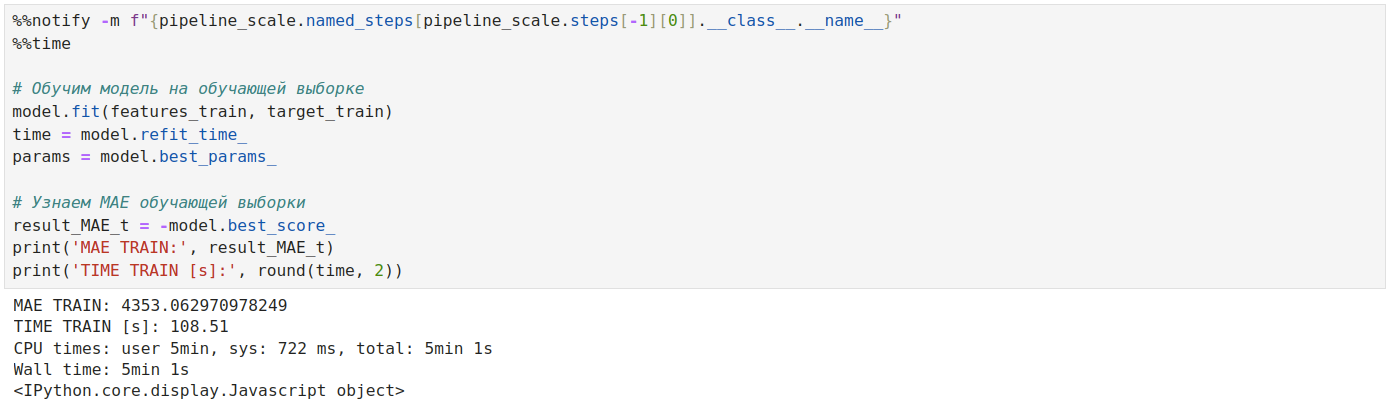 %%notify -m f"{pipeline_scale.named_steps[pipeline_scale.steps[-1][0]].__class__.__name__}"
%%time
# Обучим модель на обучающей выборке
model.fit(features_train, target_train)
time = model.refit_time_
params = model.best_params_
# Узнаем MAE обучающей выборки
result_MAE_t = -model.best_score_
print('MAE TRAIN:', result_MAE_t)
print('TIME TRAIN [s]:', round(time, 2))
MAE TRAIN: 4353.062970978249
TIME TRAIN [s]: 108.51
CPU times: user 5min, sys: 722 ms, total: 5min 1s
Wall time: 5min 1s
<IPython.core.display.Javascript object>